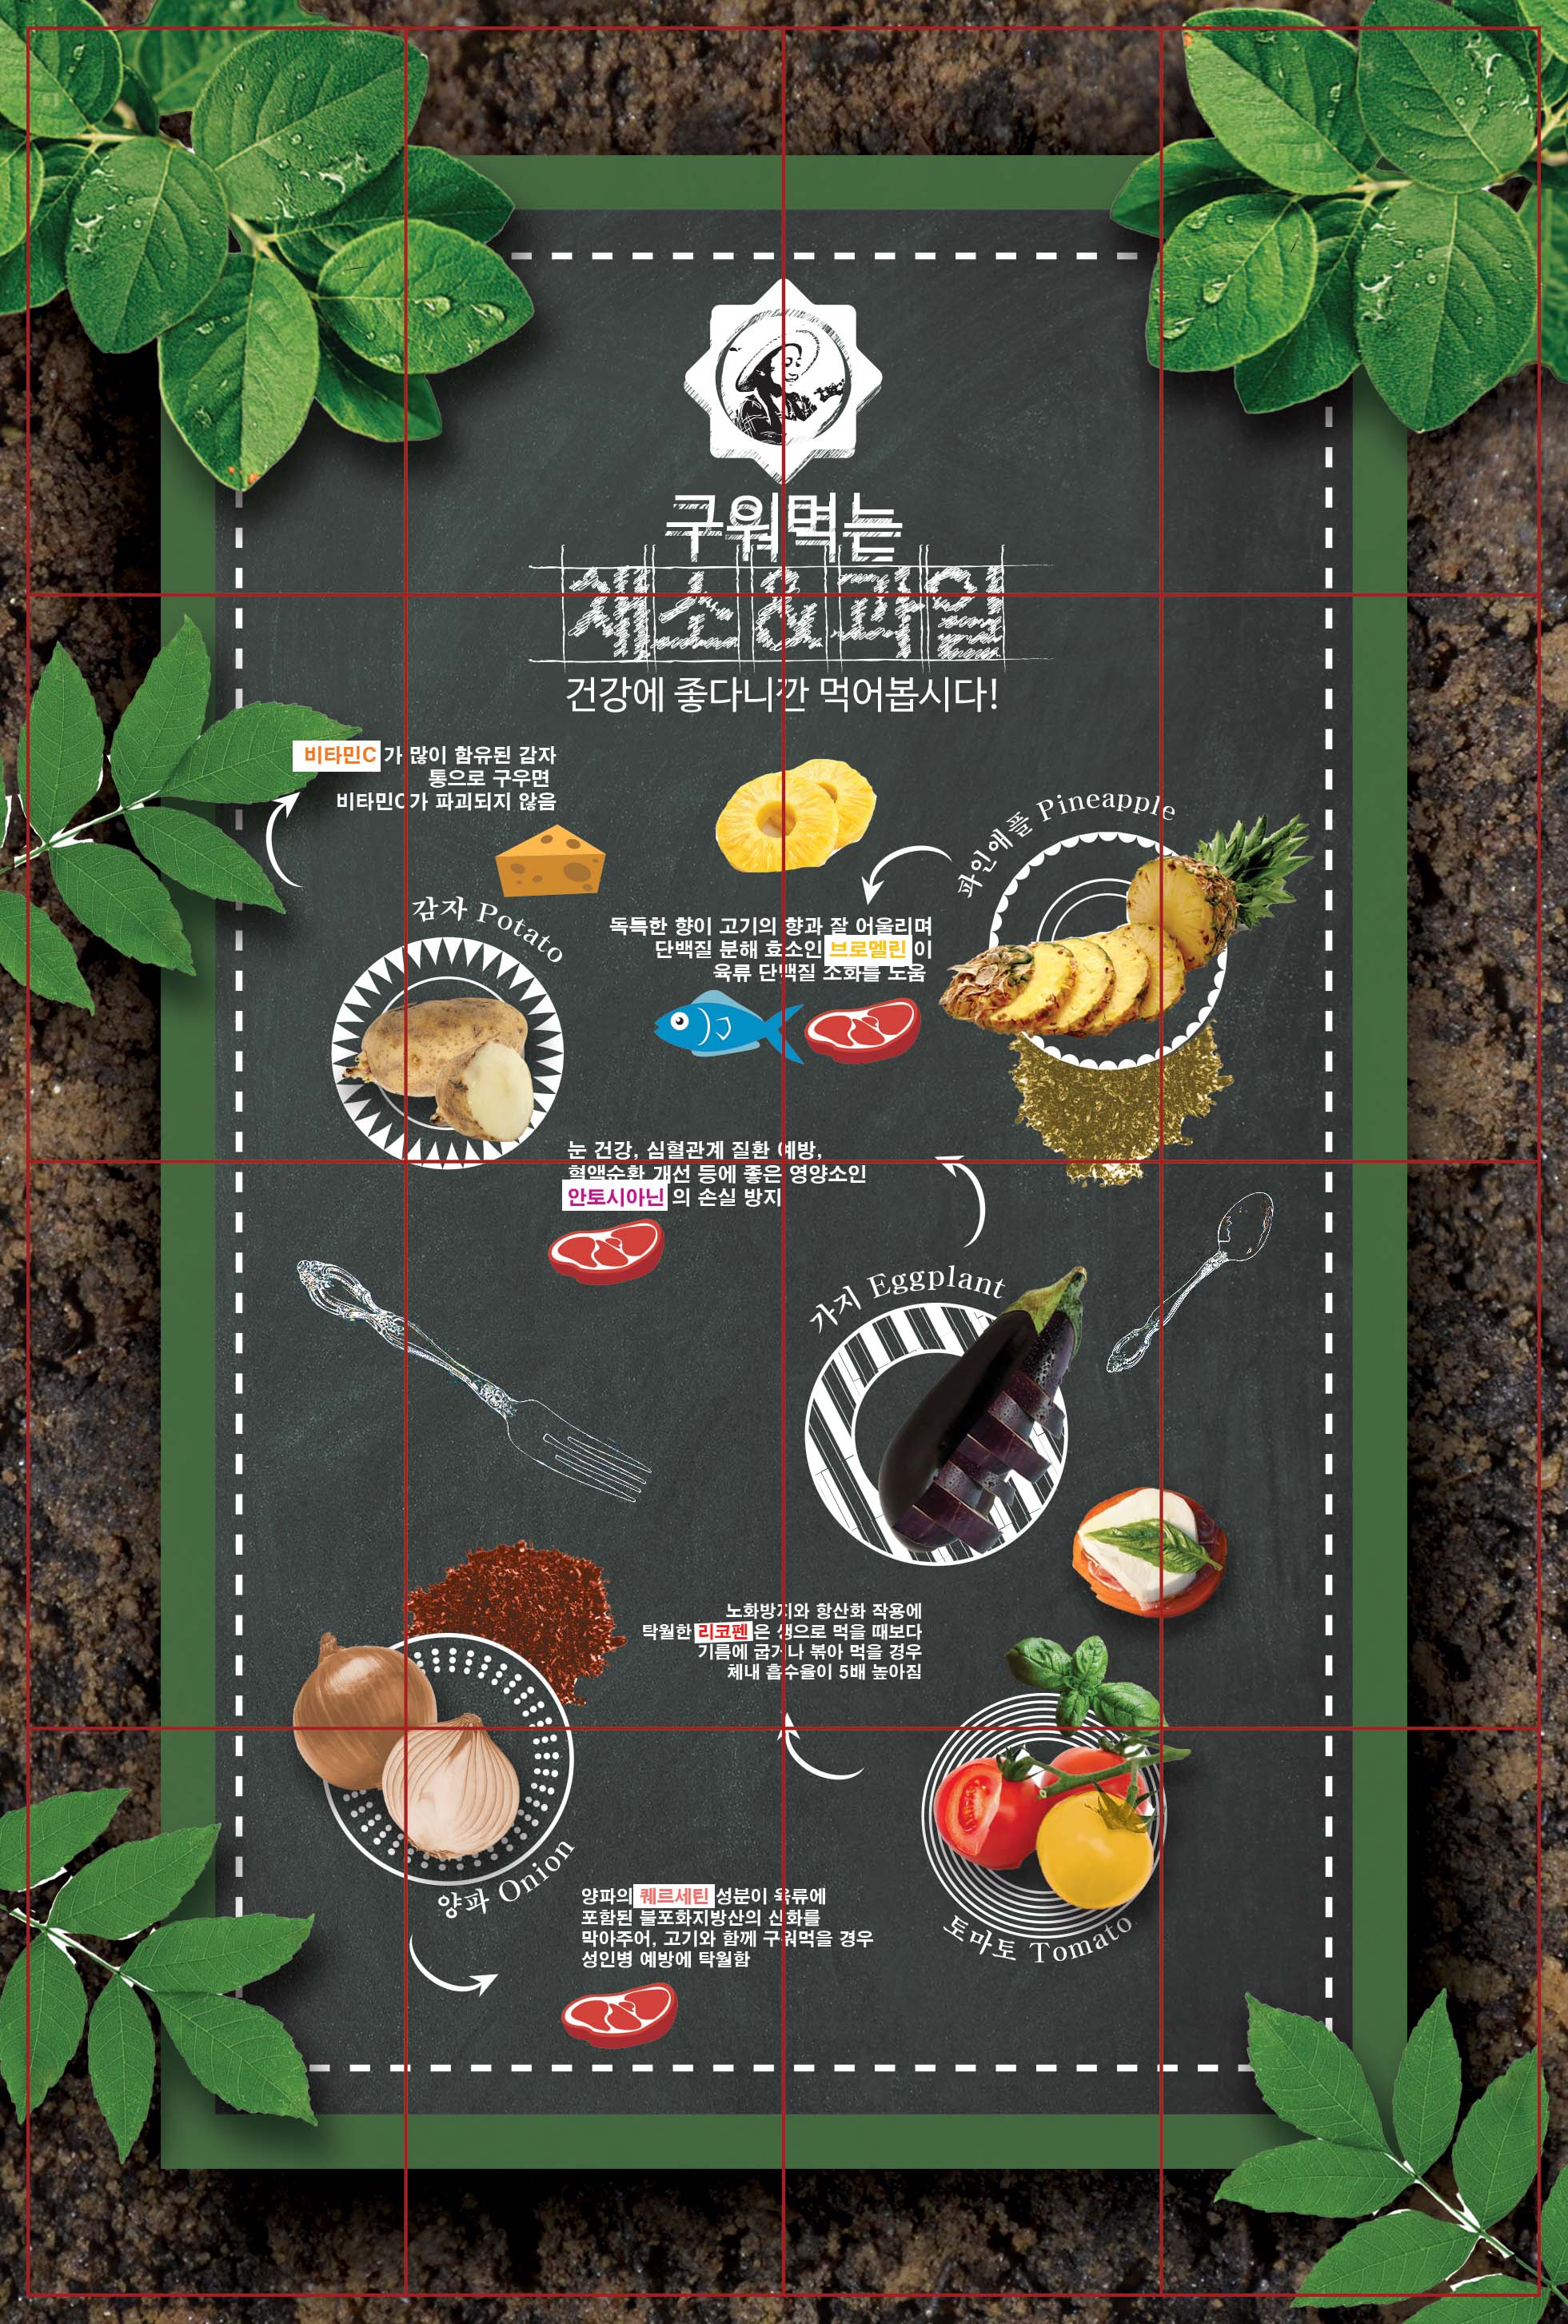 구워먹는
채소&과일
건강에 좋다니깐 먹어봅시다!
비타민C 가 많이 함유된 감자
통으로 구우면
비타민C가 파괴되지 않음
감자 Potato
파인애플 Pineapple
독특한 향이 고기의 향과 잘 어울리며
단백질 분해 효소인 브로멜린 이
육류 단백질 소화를 도움
눈 건강, 심혈관계 질환 예방,
혈액순환 개선 등에 좋은 영양소인
안토시아닌 의 손실 방지
가지 Eggplant
노화방지와 항산화 작용에
탁월한 리코펜 은 생으로 먹을 때보다
기름에 굽거나 볶아 먹을 경우
체내 흡수율이 5배 높아짐
양파 Onion
토마토 Tomato
양파의 퀘르세틴 성분이 육류에
포함된 불포화지방산의 산화를
막아주어, 고기와 함께 구워먹을 경우
성인병 예방에 탁월함